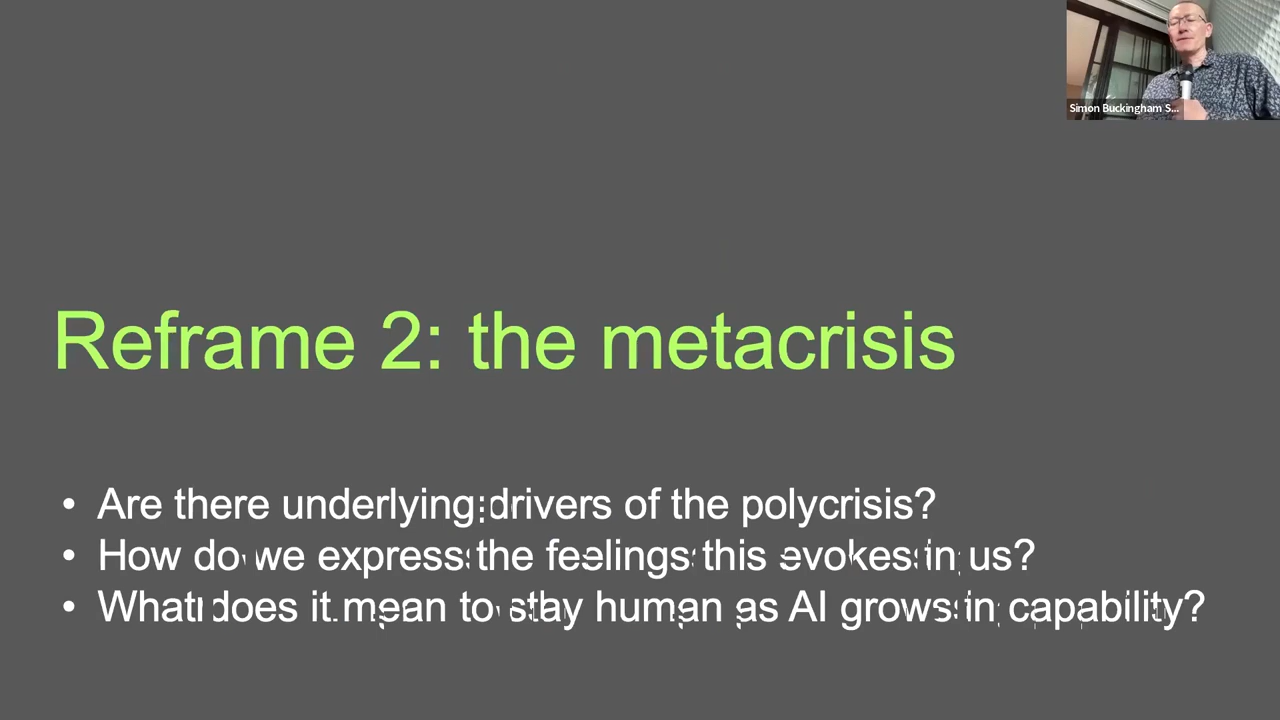 Simon Buckingham S...
Reframe 2: the metacrisis
• Are there underlying drivers of the polycrisis?
• How do we express the feelings this evokes in us?
• What does it mean to stay human as AI grows in capability?